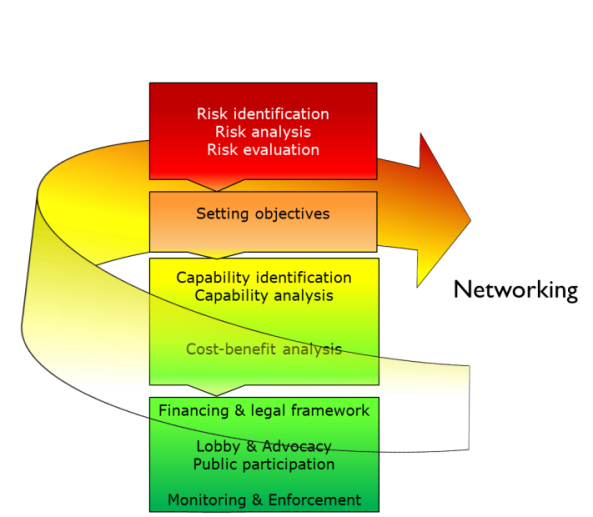 Risk identification
Risk analysis
Risk evaluation
Setting objectives
Capability identification
Capability analysis
Networking
Cost-benefit analysis
Financing & legal framework
Lobby & Advocacy
Public participation
Monitoring & Enforcement